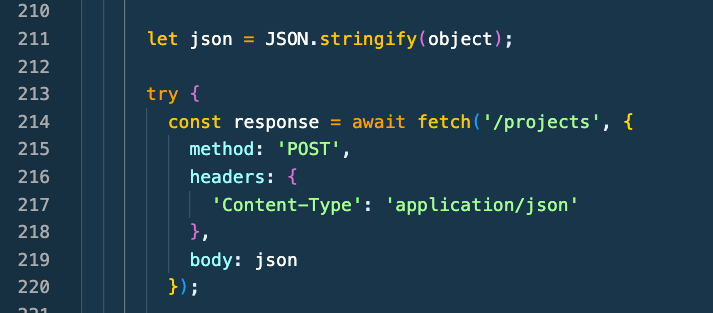 210
211 let json = JSON.stringify(object);
212
213 try {
214 const response = await fetch('/projects', {
215 method: 'POST',
216 headers: {
217 'Content-Type': 'application/json'
218 },
219 body: json
220 });